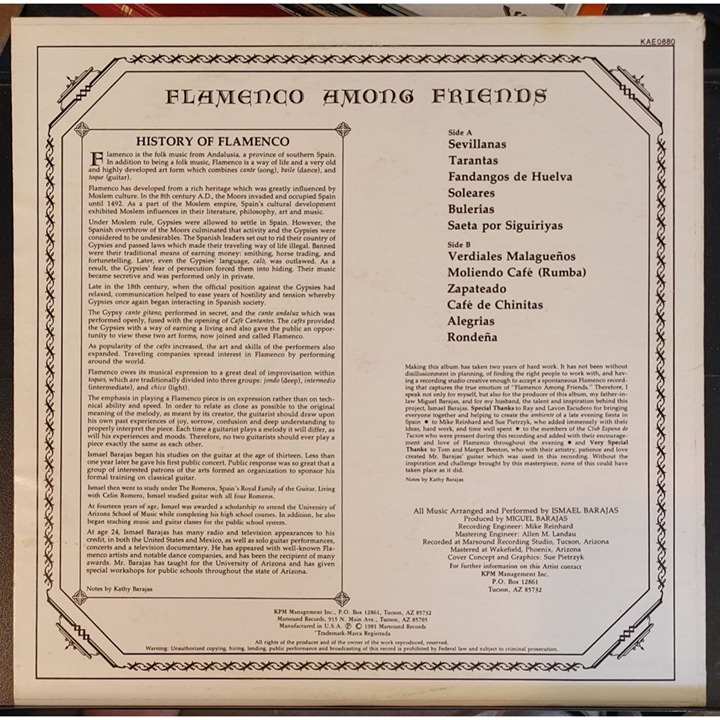 KAE0880
FLAMENCO AMONG FRIENDS
HISTORY OF FLAMENCO
Flamenco is the folk music from Andalusia, a province of southern Spain.
In addition to being a folk music, Flamenco is a way of life and a very old
and highly developed art form which combines cante (song), baile (dance), and
toque (guitar).
Flamenco has developed from a rich heritage which was greatly influenced by
Moslem culture. In the 8th century A.D., the Moors invaded and occupied Spain
until 1492. As a part of the Moslem empire, Spain's cultural development
exhibited Moslem influences in their literature, philosophy, art and music.
Under Moslem rule, Gypsies were allowed to settle in Spain. However, the
Spanish overthrow of the Moors culminated that activity and the Gypsies were
considered to be undesirables. The Spanish leaders set out to rid their country of
Gypsies and passed laws which made their traveling way of life illegal. Banned
were their traditional means of earning money: smithing, horse trading, and
fortunetelling. Later, even the Gypsies' language, caló, was outlawed. As a
result, the Gypsies' fear of persecution forced them into hiding. Their music
became secretive and was performed only in private.
Late in the 18th century, when the official position against the Gypsies had
relaxed, communication helped to ease years of hostility and tension whereby
Gypsies once again began interacting in Spanish society.
The Gypsy cante gitano, performed in secret, and the cante andaluz which was
performed openly, fused with the opening of Café Cantantes. The cafés provided
the Gypsies with a way of earning a living and also gave the public an oppor-
tunity to view these two art forms, now joined and called Flamenco.
As popularity of the cafés increased, the art and skills of the performers also
expanded. Traveling companies spread interest in Flamenco by performing
around the world.
Flamenco owes its musical expression to a great deal of improvisation within
toques, which are traditionally divided into three groups: jondo (deep), intermedio
(intermediate), and chico (light).
The emphasis in playing a Flamenco piece is on expression rather than on tech-
nical ability and speed. In order to relate as close as possible to the original
meaning of the melody, as meant by its creator, the guitarist should draw upon
his own past experiences of joy, sorrow, confusion and deep understanding to
properly interpret the piece. Each time a guitarist plays a melody it will differ, as
will his experiences and moods. Therefore, no two guitarists should ever play a
piece exactly the same as each other.
Ismael Barajas began his studies on the guitar at the age of thirteen. Less than
one year later he gave his first public concert. Public response was so great that a
group of interested patrons of the arts formed an organization to sponsor his
formal training on classical guitar.
Ismael then went to study under The Romeros, Spain's Royal Family of the Guitar. Living
with Celin Romero, Ismael studied guitar with all four Romeros.
At fourteen years of age, Ismael was awarded a scholarship to attend the University of
Arizona School of Music while completing his high school courses. In addition, he also
began teaching music and guitar classes for the public school system.
At age 24, Ismael Barajas has many radio and television appearances to his
credit, in both the United States and Mexico, as well as solo guitar performances,
concerts and a television documentary. He has appeared with well-known Fla-
menco artists and notable dance companies, and has been the recipient of many
awards. Mr. Barajas has taught for the University of Arizona and has given
special workshops for public schools throughout the state of Arizona.
Notes by Kathy Barajas
Side A
Sevillanas
Tarantas
Fandangos de Huelva
Soleares
Bulerias
Saeta por Siguiriyas
Side B
Verdiales Malagueños
Moliendo Café (Rumba)
Zapateado
Café de Chinitas
Alegrias
Rondeña
Making this album has taken two years of hard work. It has not been without
disillusionment in planning, of finding the right people to work with, and hav-
ing a recording studio creative enough to accept a spontaneous Flamenco record-
ing that captures the true emotion of "Flamenco Among Friends." Therefore, I
speak not only for myself, but also for the producer of this album, my father-in-
law Miguel Barajas, and for my husband, the talent and inspiration behind this
project, Ismael Barajas. Special Thanks to Ray and Lavon Escudero for bringing
everyone together and helping to create the ambiente of a late evening fiesta in
Spain • to Mike Reinhard and Sue Pietrzyk, who added immensely with their
ideas, hard work, and time well spent • to the members of the Club Espana de
Tucson who were present during this recording and added with their encourage-
ment and love of Flamenco throughout the evening • and Very Special
Thanks to Tom and Margot Beeston, who with their artistry, patience and love
created Mr. Barajas' guitar which was used in this recording. Without the
inspiration and challenge brought by this masterpiece, none of this could have
taken place as it did.
Notes by Kathy Barajas
All Music Arranged and Performed by ISMAEL BARAJAS
Produced by MIGUEL BARAJAS
Recording Engineer: Mike Reinhard
Mastering Engineer: Allen M. Landau
Recorded at Marsound Recording Studio, Tucson, Arizona
Mastered at Wakefield, Phoenix, Arizona
Cover Concept and Graphics: Sue Pietrzyk
For further information on this Artist contact
KPM Management Inc.
P.O. Box 12861
Tucson, AZ 85732
KPM Management Inc., P.O. Box 12861, Tucson, AZ 85732
Marsound Records, 915 N. Main Ave., Tucson, AZ 85705
Manufactured in U.S.A. ℗ © 1981 Marsound Records
*Trademark-Marca Registrada
All rights of the producer and of the owner of the work reproduced, reserved.
Warning: Unauthorized copying, hiring, lending, public performance and broadcasting of this record is prohibited by Federal law and subject to criminal prosecution.